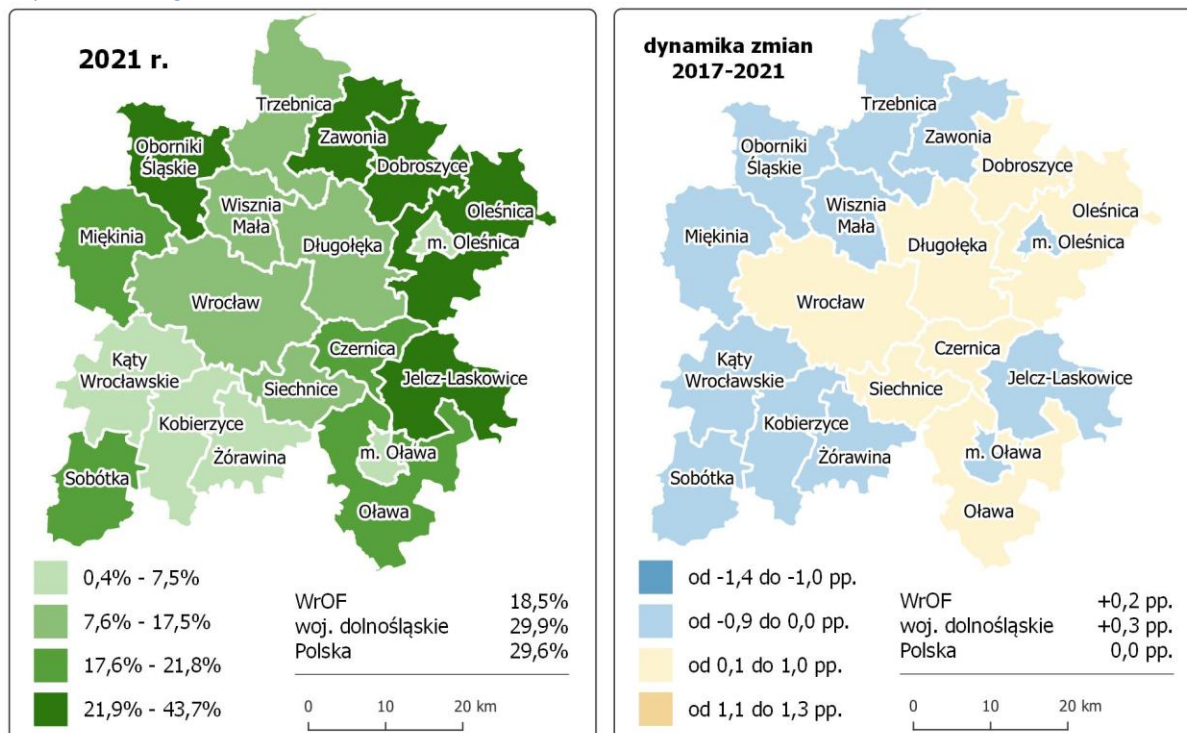 2021 r.
Trzebnica
Zawonia
Oborniki
Śląskie
Dobroszyce
Wisznia
Mała
Oleśnica
Miękinia
Długołęka
m. Oleśnica
Wrocław
Kąty
Wrocławskie
Czernica
Jelcz-Laskowice
Siechnice
Kobierzyce
Żórawina
m. Oława
Sobótka
Oława
0,4% - 7,5%
7,6% - 17,5%
17,6% - 21,8%
21,9% - 43,7%
WrOF 18,5%
woj. dolnośląskie 29,9%
Polska 29,6%
0 10 20 km
dynamika zmian
2017-2021
Trzebnica
Zawonia
Oborniki
Śląskie
Dobroszyce
Wisznia
Mała
Oleśnica
Miękinia
Długołęka
m. Oleśnica
Wrocław
Kąty
Wrocławskie
Czernica
Jelcz-Laskowice
Siechnice
Kobierzyce
Żórawina
m. Oława
Sobótka
Oława
od -1,4 do -1,0 pp.
od -0,9 do 0,0 pp.
od 0,1 do 1,0 pp.
od 1,1 do 1,3 pp.
WrOF +0,2 pp.
woj. dolnośląskie +0,3 pp.
Polska 0,0 pp.
0 10 20 km